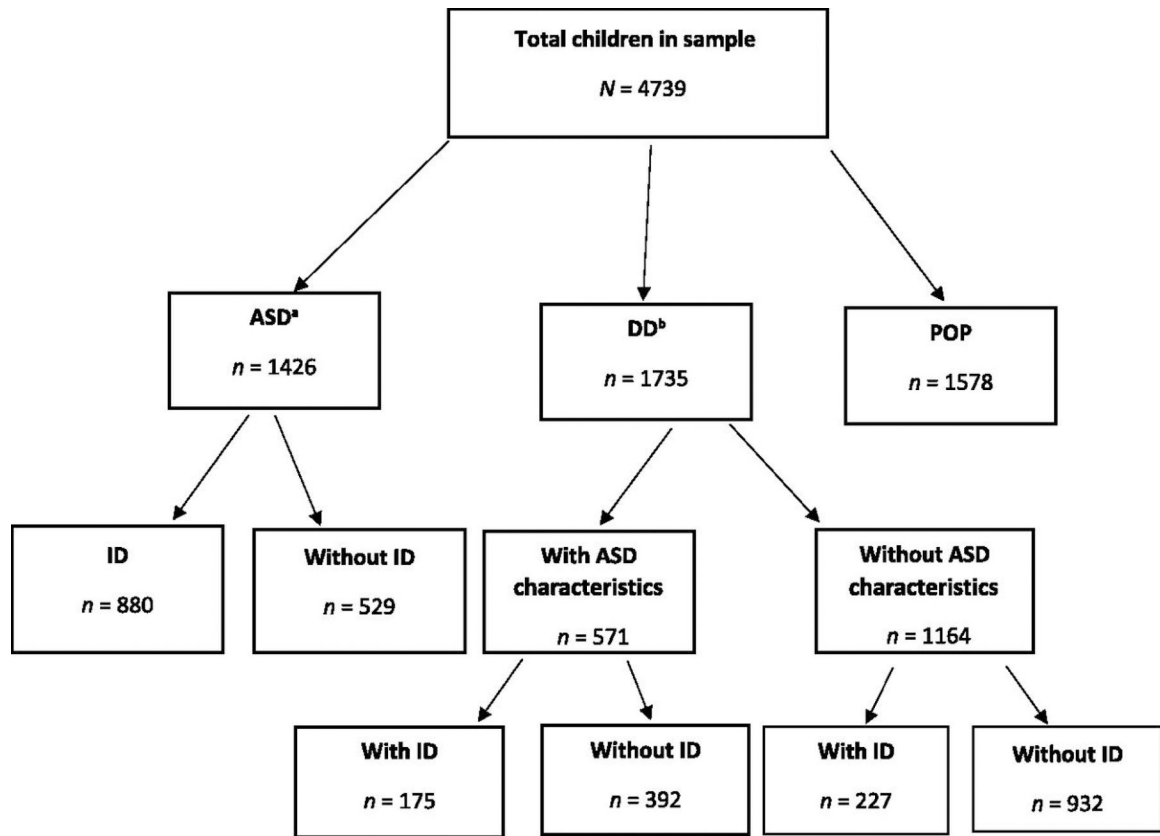 Total children in sample
N = 4739
ASDᵃ
n = 1426
DDᵇ
n = 1735
POP
n = 1578
ID
n = 880
Without ID
n = 529
With ASD
characteristics
n = 571
Without ASD
characteristics
n = 1164
With ID
n = 175
Without ID
n = 392
With ID
n = 227
Without ID
n = 932